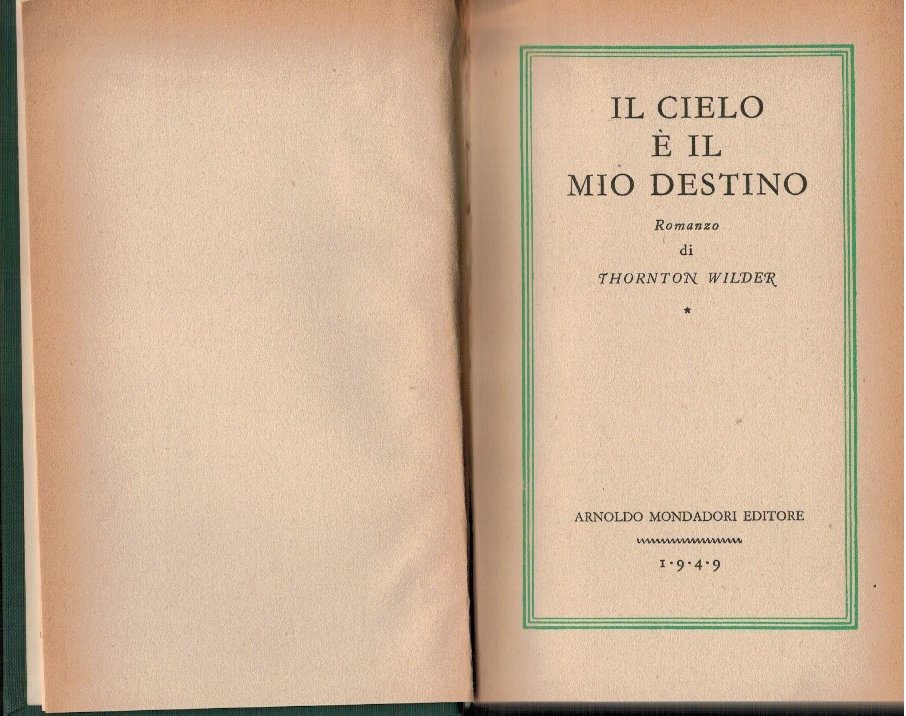 IL CIELO
È IL
MIO DESTINO
Romanzo
di
THORNTON WILDER
*
ARNOLDO MONDADORI EDITORE
1·9·4·9